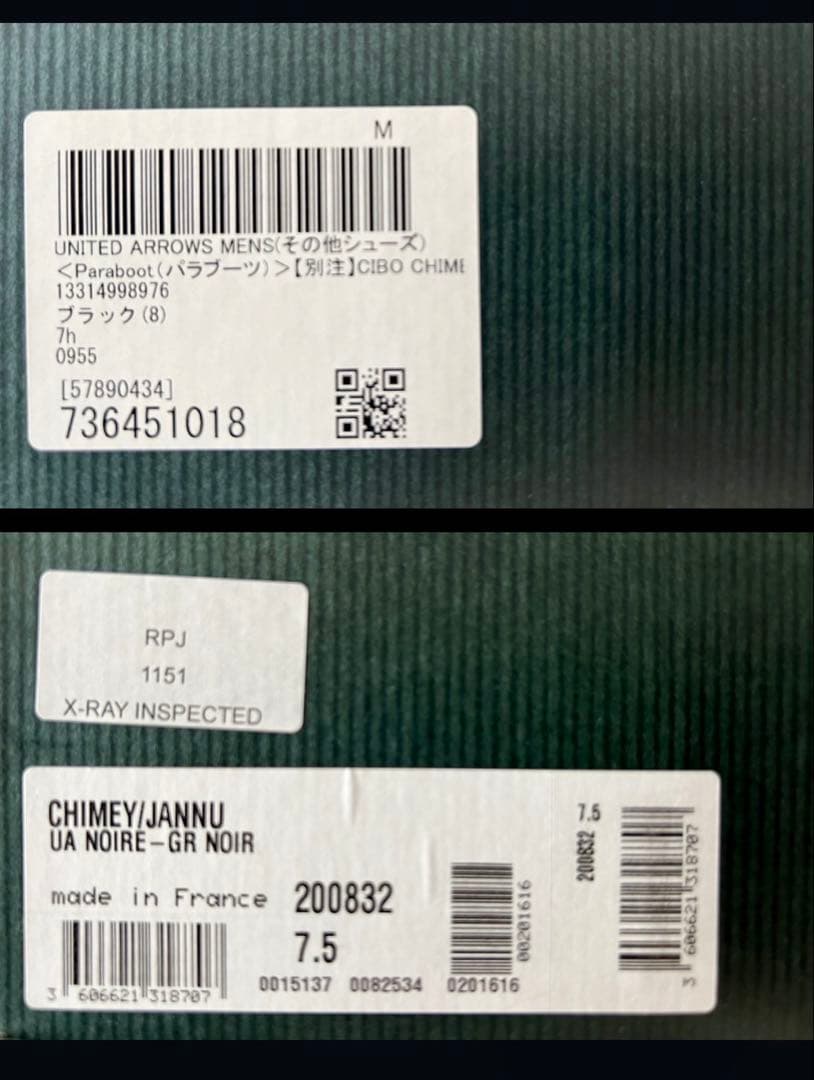 M
UNITED ARROWS MENS(その他シューズ)
<Paraboot(パラブーツ)>【別注】CIBO CHIME
13314998976
ブラック(8)
7h
0955
[57890434]
736451018
RPJ
1151
X-RAY INSPECTED
CHIMEY/JANNU
UA NOIRE-GR NOIR
made in France 200832
7.5
3 606621 318707
0015137 0082534 0201616
00201616
7.5
200832
3 606621 318707